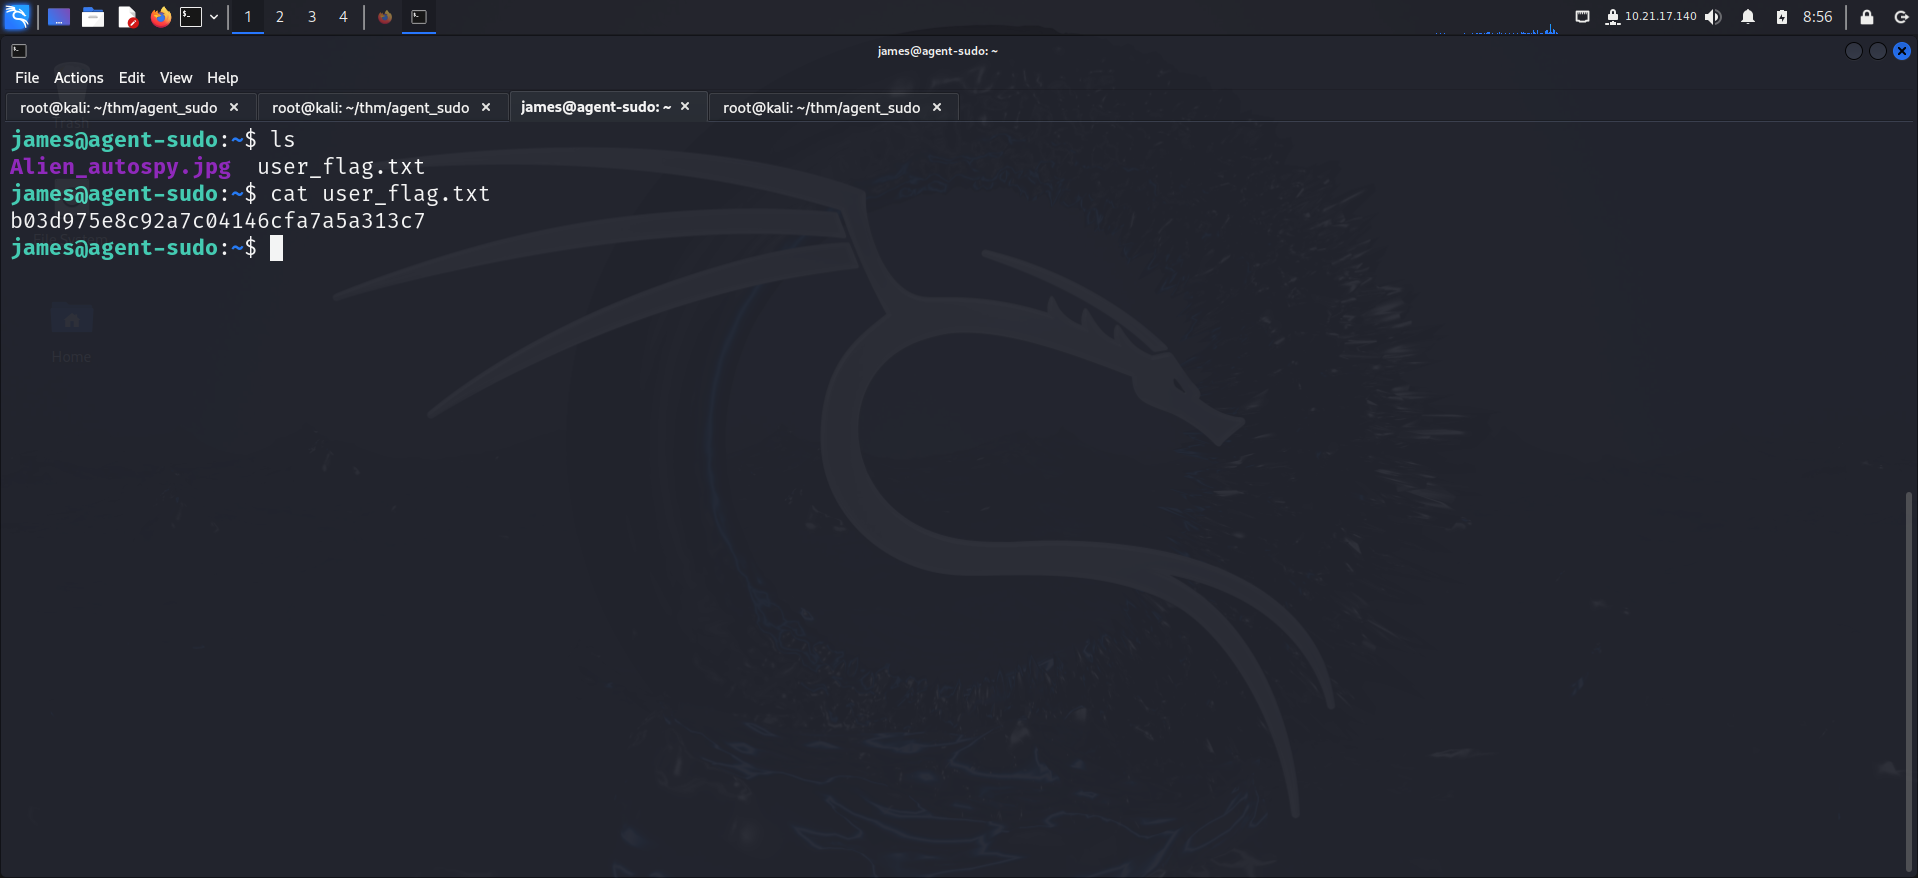 1 2 3 4 10.21.17.140 8:56
james@agent-sudo: ~
File Actions Edit View Help
root@kali: ~/thm/agent_sudo × root@kali: ~/thm/agent_sudo × james@agent-sudo: ~ × root@kali: ~/thm/agent_sudo ×
james@agent-sudo:~$ ls
Alien_autospy.jpg user_flag.txt
james@agent-sudo:~$ cat user_flag.txt
b03d975e8c92a7c04146cfa7a5a313c7
james@agent-sudo:~$
Home